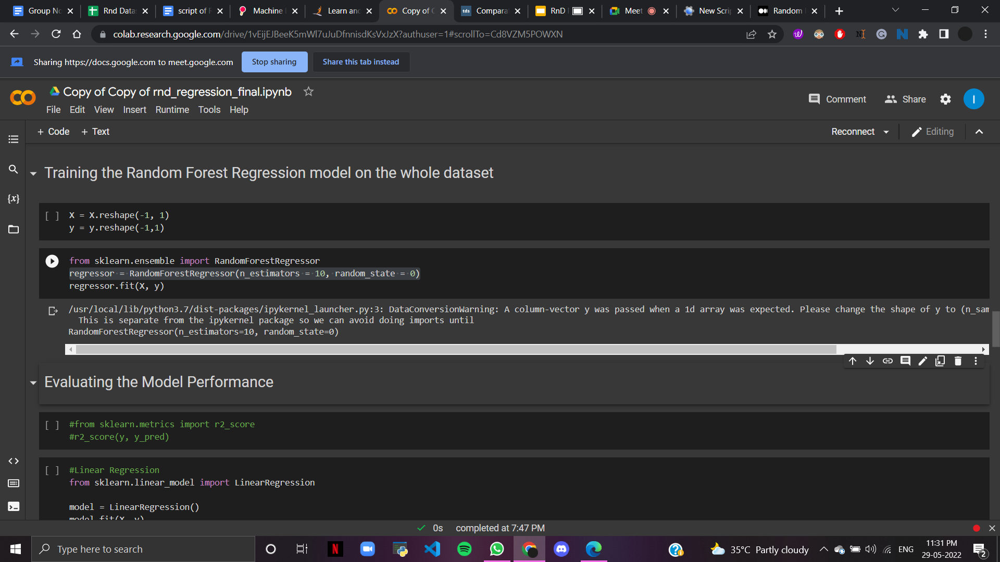 Group No
Rnd Data
script of R
Machine
Learn and
Copy of C
tds Compara
RnD
Meet
New Scrip
Random
colab.research.google.com/drive/1vEijEJBeeK5mWl7uJuDfnnisdKsVxJzX?authuser=1#scrollTo=Cd8VZM5POWXN
Sharing https://docs.google.com to meet.google.com Stop sharing Share this tab instead
Copy of Copy of rnd_regression_final.ipynb
File Edit View Insert Runtime Tools Help
Comment Share I
+ Code + Text Reconnect Editing
Training the Random Forest Regression model on the whole dataset
[ ] X = X.reshape(-1, 1)
y = y.reshape(-1,1)
from sklearn.ensemble import RandomForestRegressor
regressor = RandomForestRegressor(n_estimators = 10, random_state = 0)
regressor.fit(X, y)
/usr/local/lib/python3.7/dist-packages/ipykernel_launcher.py:3: DataConversionWarning: A column-vector y was passed when a 1d array was expected. Please change the shape of y to (n_sam
This is separate from the ipykernel package so we can avoid doing imports until
RandomForestRegressor(n_estimators=10, random_state=0)
Evaluating the Model Performance
[ ] #from sklearn.metrics import r2_score
#r2_score(y, y_pred)
[ ] #Linear Regression
from sklearn.linear_model import LinearRegression
model = LinearRegression()
model.fit(X, y)
0s completed at 7:47 PM
Type here to search
35°C Partly cloudy
ENG
11:31 PM
29-05-2022
2